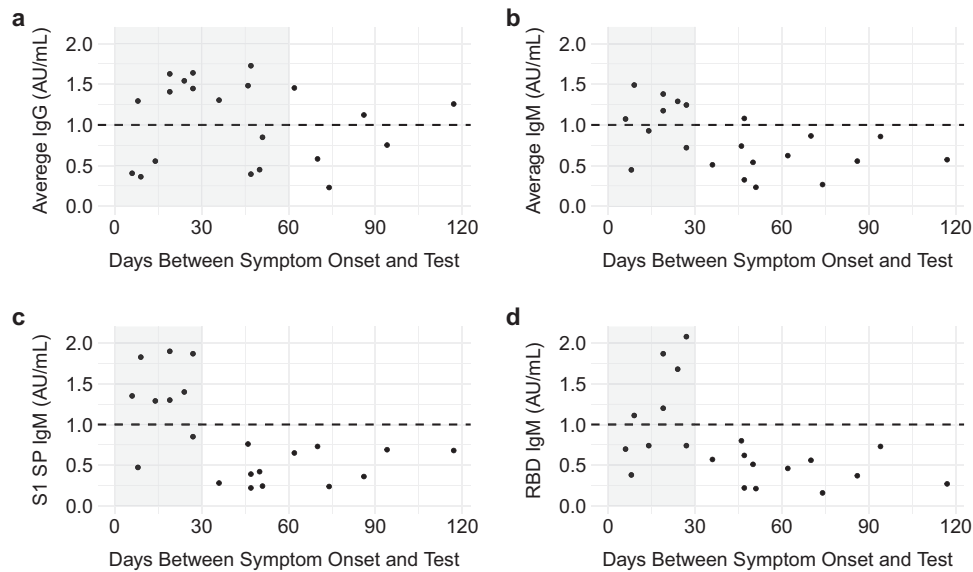 a
Averege IgG (AU/mL)
2.0
1.5
1.0
0.5
0.0
0 30 60 90 120
Days Between Symptom Onset and Test
b
Average IgM (AU/mL)
2.0
1.5
1.0
0.5
0.0
0 30 60 90 120
Days Between Symptom Onset and Test
c
S1 SP IgM (AU/mL)
2.0
1.5
1.0
0.5
0.0
0 30 60 90 120
Days Between Symptom Onset and Test
d
RBD IgM (AU/mL)
2.0
1.5
1.0
0.5
0.0
0 30 60 90 120
Days Between Symptom Onset and Test